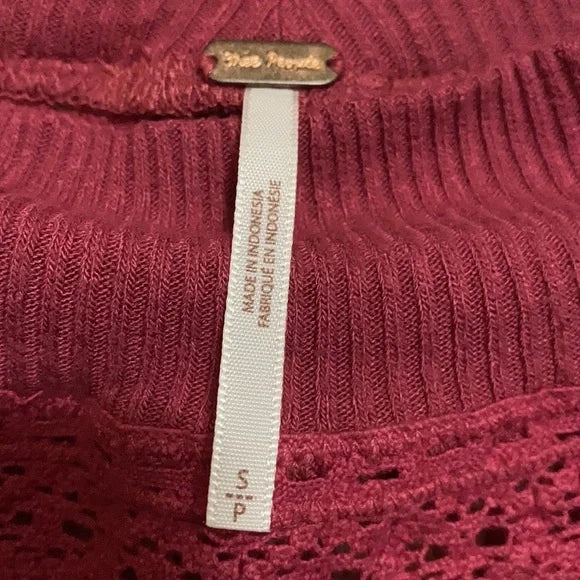 Free People
MADE IN INDONESIA
FABRIQUÉ EN INDONÉSIE
S
P